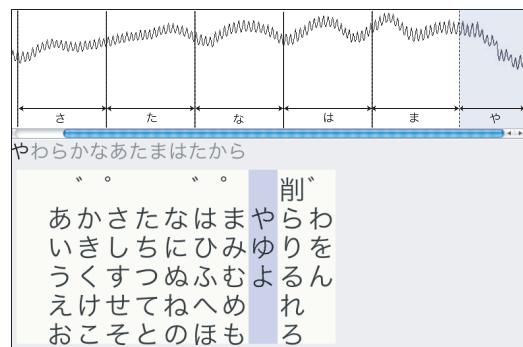 さ た な は ま や
やわらかなあたまはたから
゛ ゜ ゛ ゜ 削 ゛
あ か さ た な は ま や ら わ
い き し ち に ひ み ゆ り を
う く す つ ぬ ふ む よ る ん
え け せ て ね へ め れ
お こ そ と の ほ も ろ